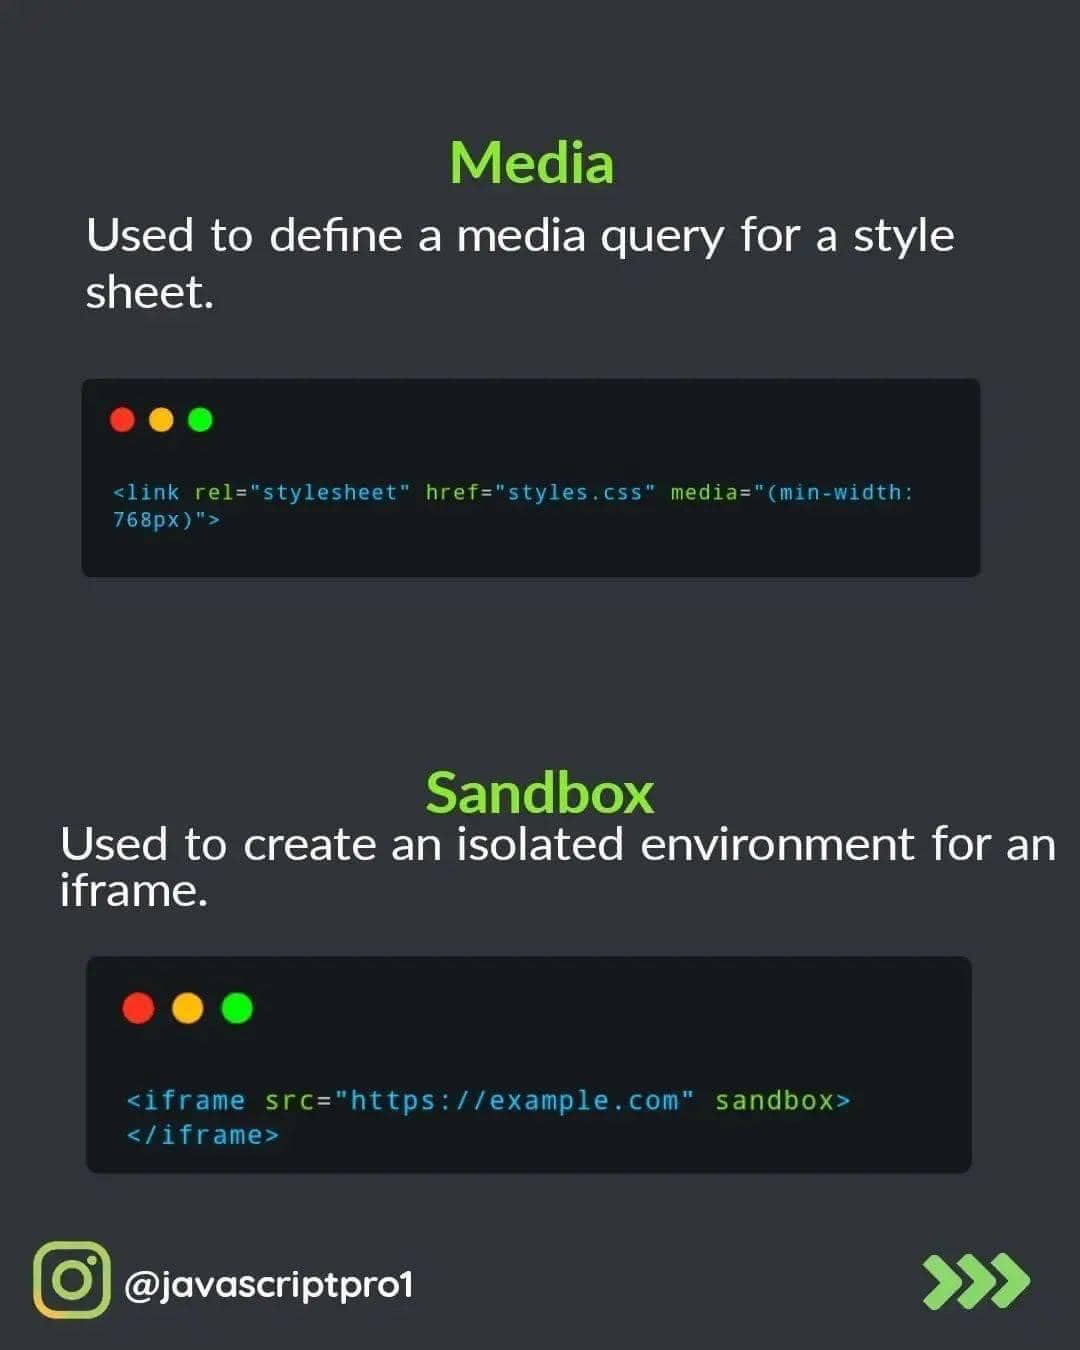 Media
Used to define a media query for a style
sheet.
<link rel="stylesheet" href="styles.css" media="(min-width:
768px)">
Sandbox
Used to create an isolated environment for an
iframe.
<iframe src="https://example.com" sandbox>
</iframe>
@javascriptpro1